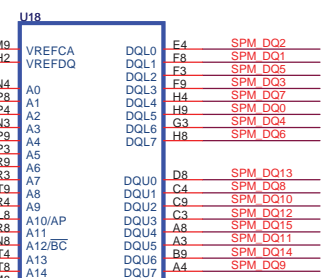 U18
VREFCA DQL0 E4 SPM_DQ2
H2 VREFDQ DQL1 F8 SPM_DQ1
DQL2 F3 SPM_DQ5
A0 DQL3 F9 SPM_DQ3
A1 DQL4 H4 SPM_DQ7
A2 DQL5 H9 SPM_DQ0
A3 DQL6 G3 SPM_DQ4
A4 DQL7 H8 SPM_DQ6
A5
A6
A7 DQU0 D8 SPM_DQ13
A8 DQU1 C4 SPM_DQ8
A9 DQU2 C9 SPM_DQ10
A10/AP DQU3 C3 SPM_DQ12
A11 DQU4 A8 SPM_DQ15
A12/BC DQU5 A3 SPM_DQ11
A13 DQU6 B9 SPM_DQ14
A14 DQU7 A4 SPM_DQ9